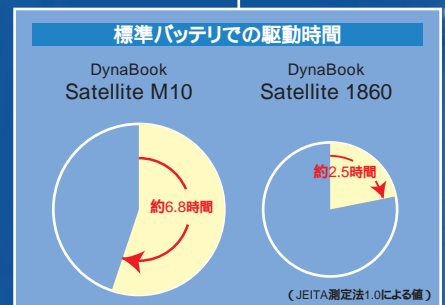 標準バッテリでの駆動時間
DynaBook
Satellite M10
DynaBook
Satellite 1860
約6.8時間
約2.5時間
（JEITA測定法1.0による値）